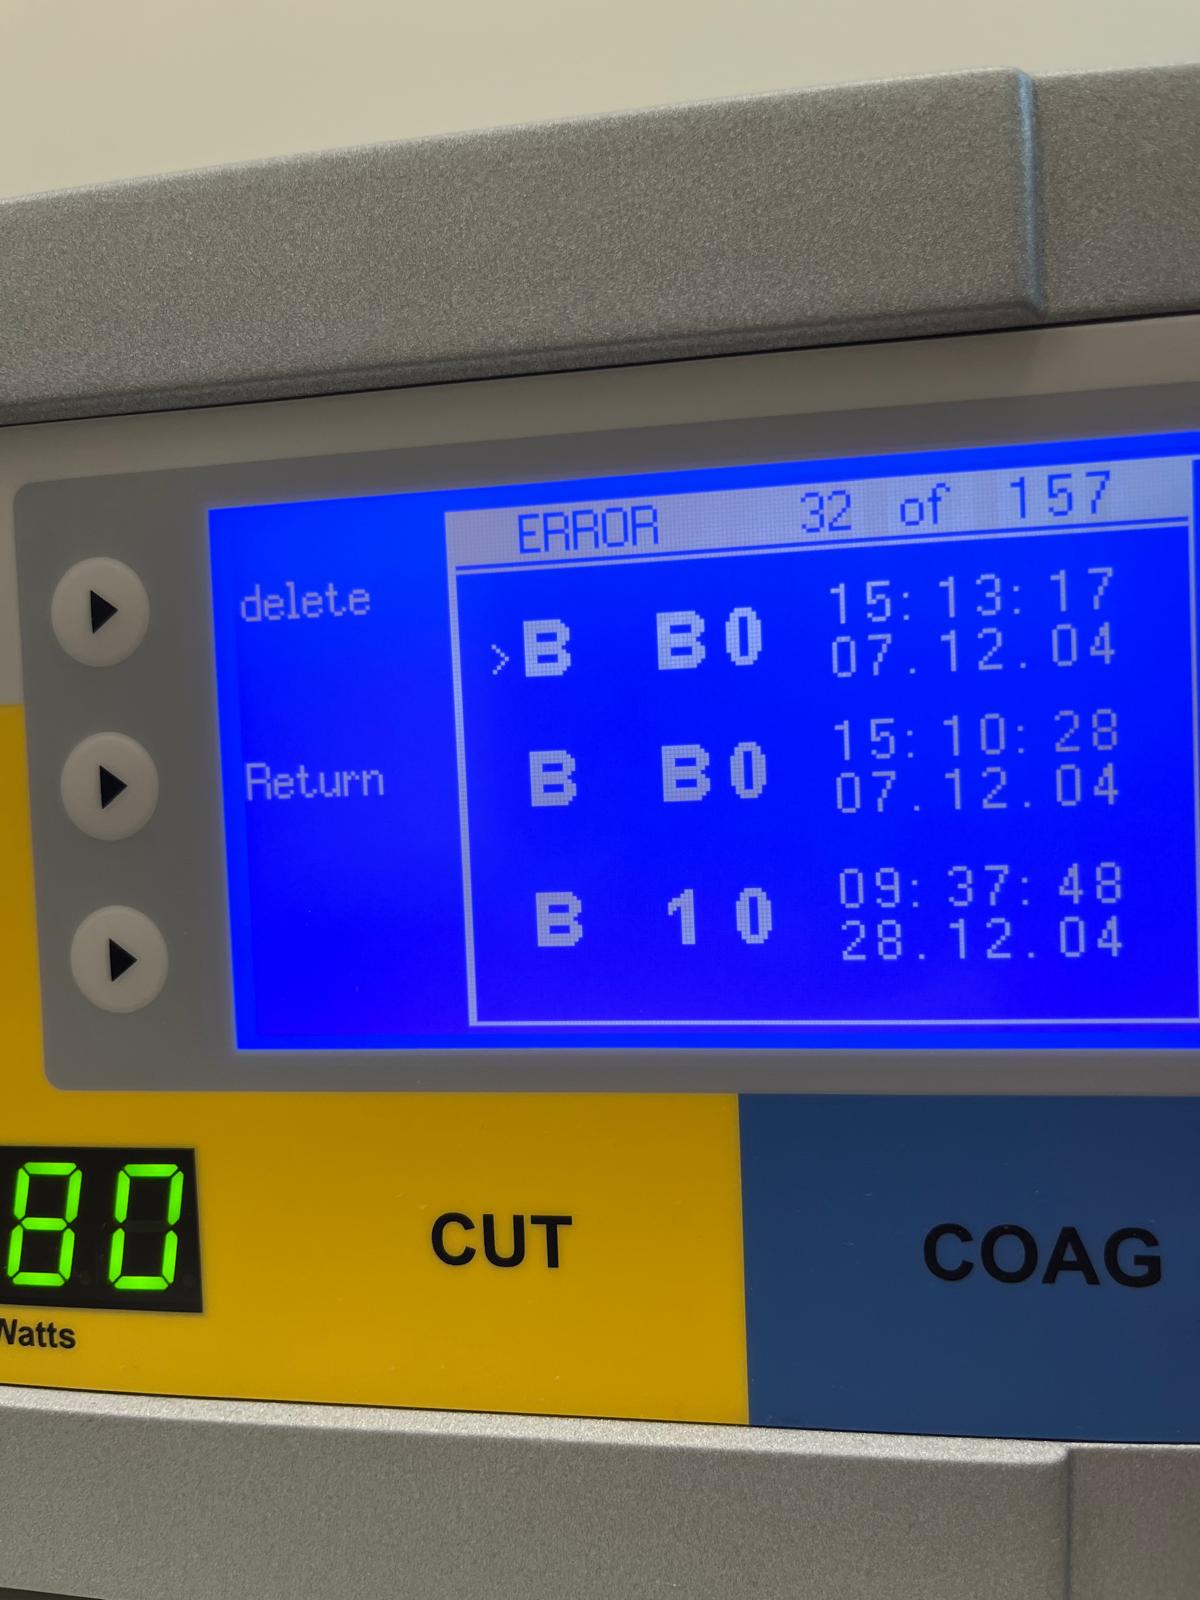 ERROR 32 of 157
delete
>B B0 15:13:17
07.12.04
Return
B B0 15:10:28
07.12.04
B 10 09:37:48
28.12.04
80
Watts
CUT
COAG